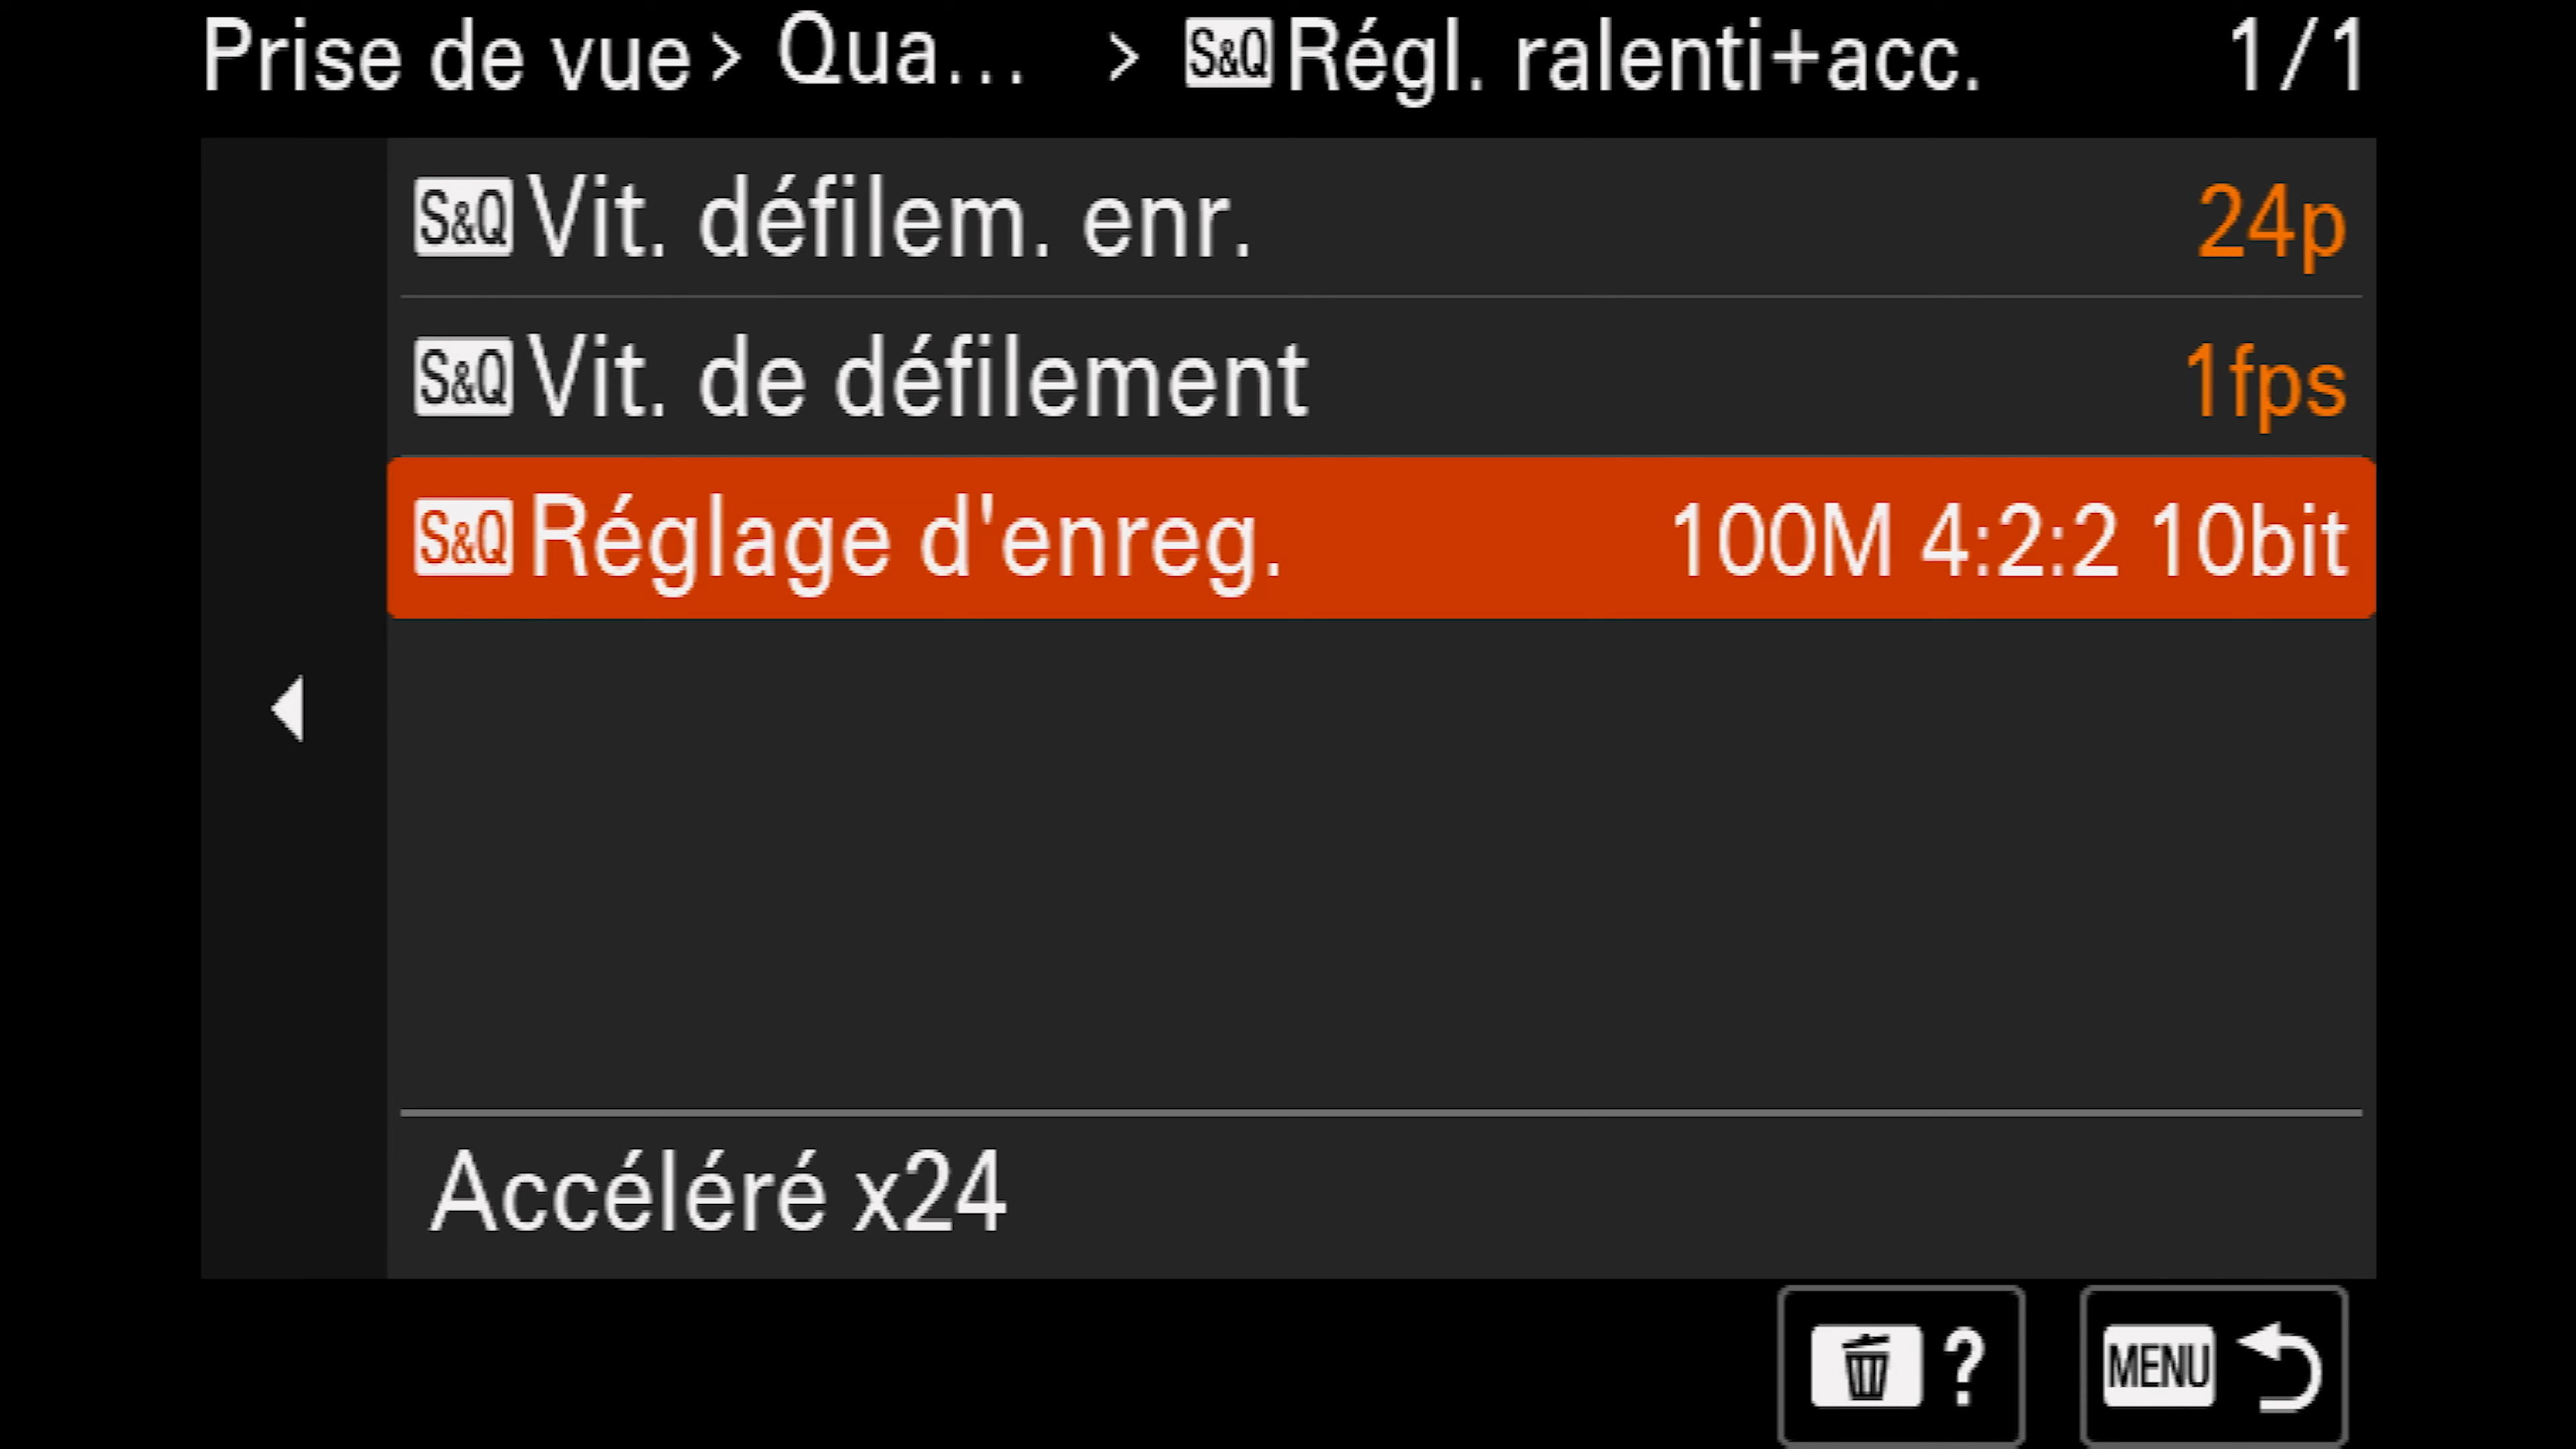 Prise de vue > Qua... > S&Q Régl. ralenti+acc. 1/1
S&Q Vit. défilem. enr. 24p
S&Q Vit. de défilement 1fps
S&Q Réglage d'enreg. 100M 4:2:2 10bit
Accéléré x24
? MENU